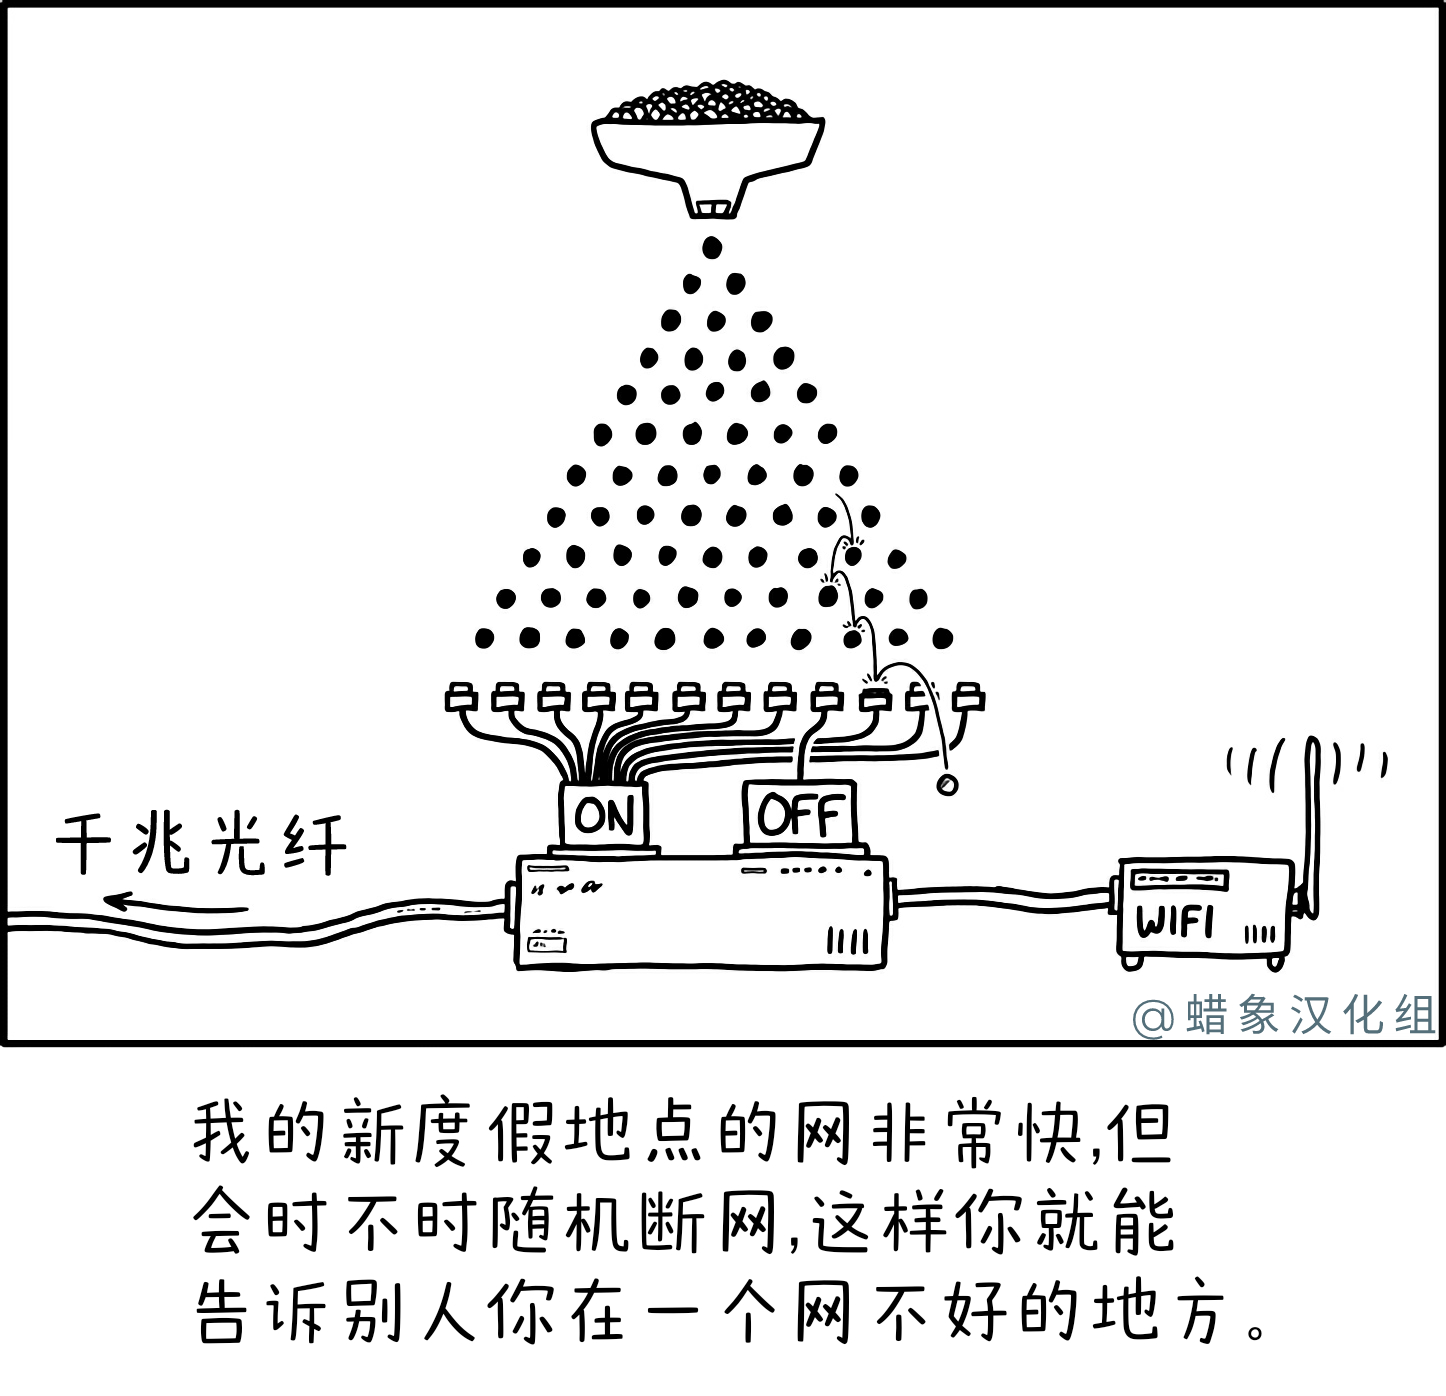 ON
OFF
千兆光纤
WIFI
@蜡象汉化组
我的新度假地点的网非常快,但
会时不时随机断网,这样你就能
告诉别人你在一个网不好的地方。